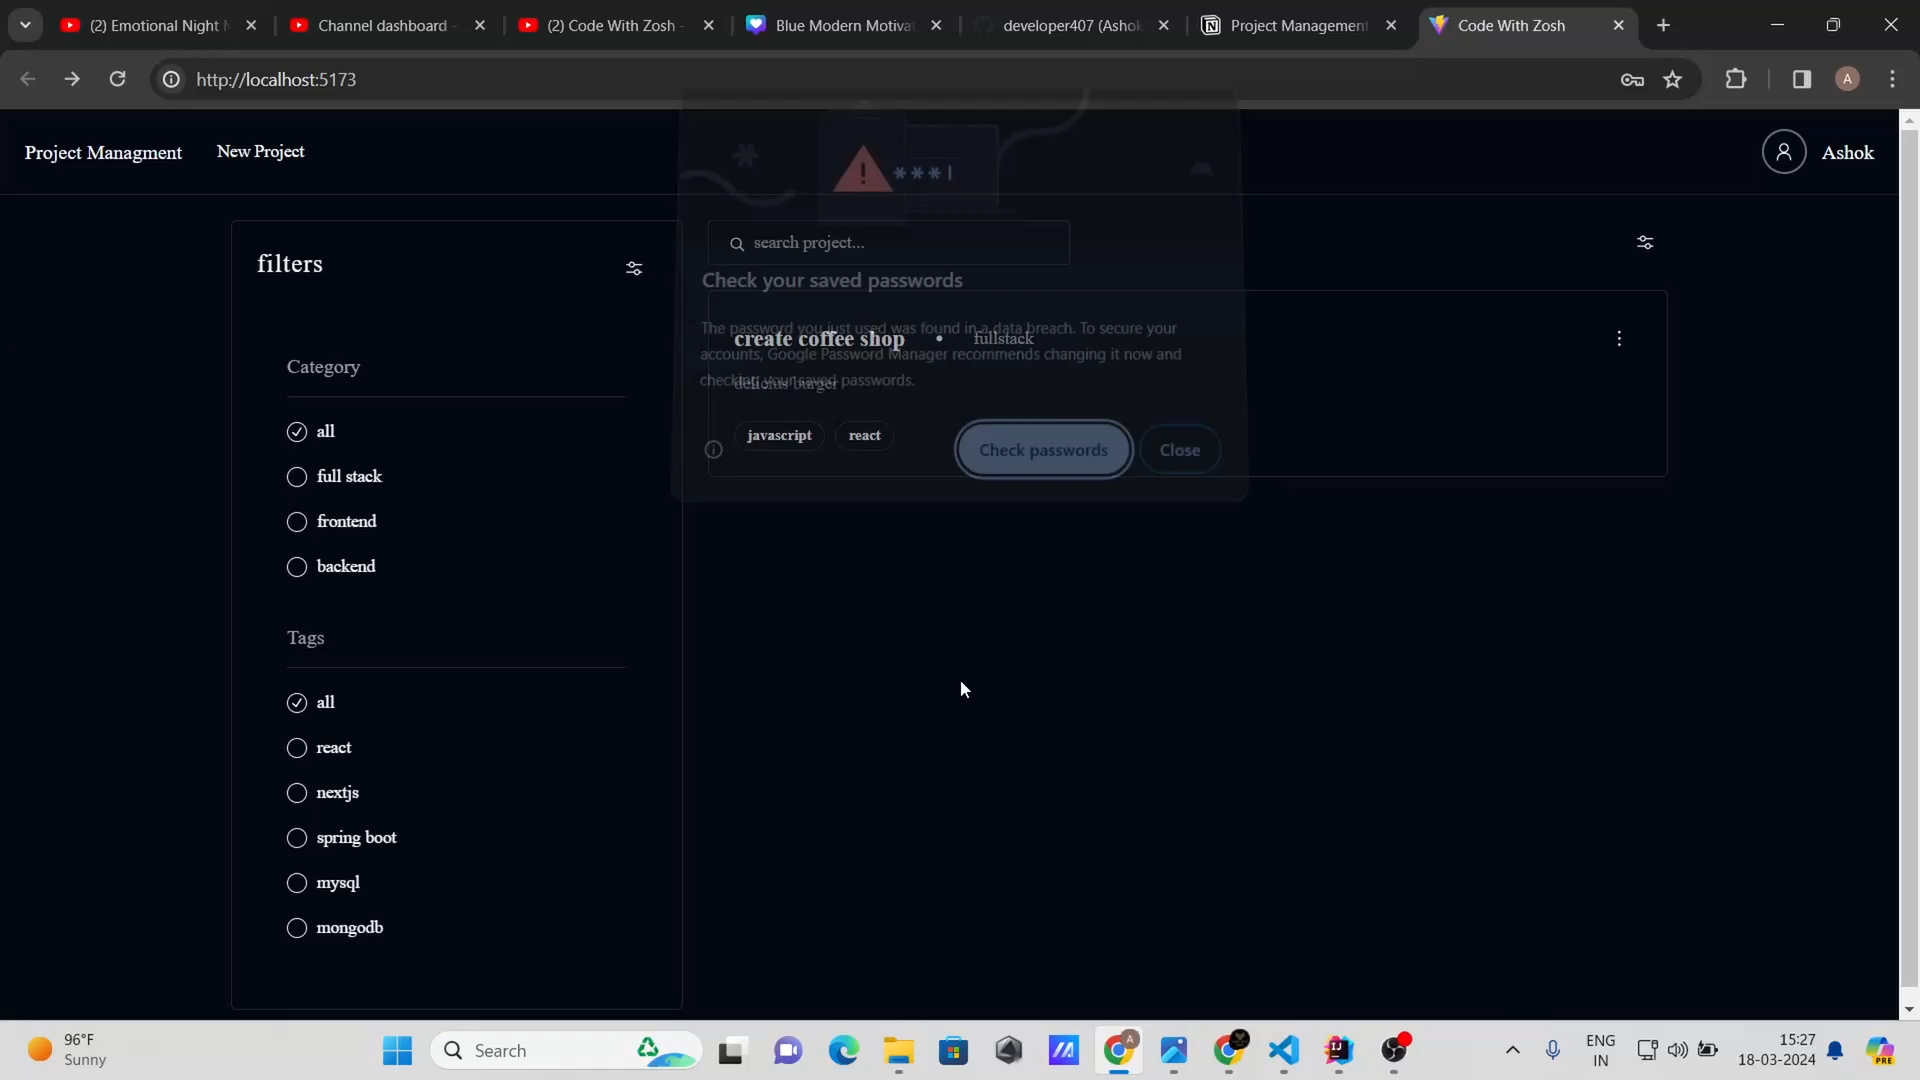 (2) Emotional Night
Channel dashboard -
(2) Code With Zosh -
Blue Modern Motiva
developer407 (Ashok
Project Management
Code With Zosh
http://localhost:5173
A
Project Managment
New Project
Ashok
filters
Category
all
full stack
frontend
backend
Tags
all
react
nextjs
spring boot
mysql
mongodb
***|
search project...
Check your saved passwords
The password you just used was found in a data breach. To secure your
accounts, Google Password Manager recommends changing it now and
checking your saved passwords.
create coffee shop • fullstack
delicius burger
javascript
react
Check passwords
Close
96°F
Sunny
Search
ENG
IN
15:27
18-03-2024
PRE